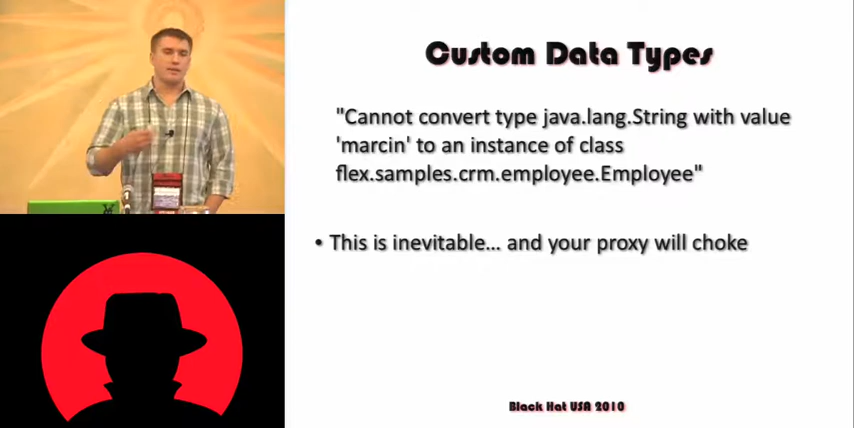 Custom Data Types
"Cannot convert type java.lang.String with value
'marcin' to an instance of class
flex.samples.crm.employee.Employee"
• This is inevitable… and your proxy will choke
Black Hat USA 2010